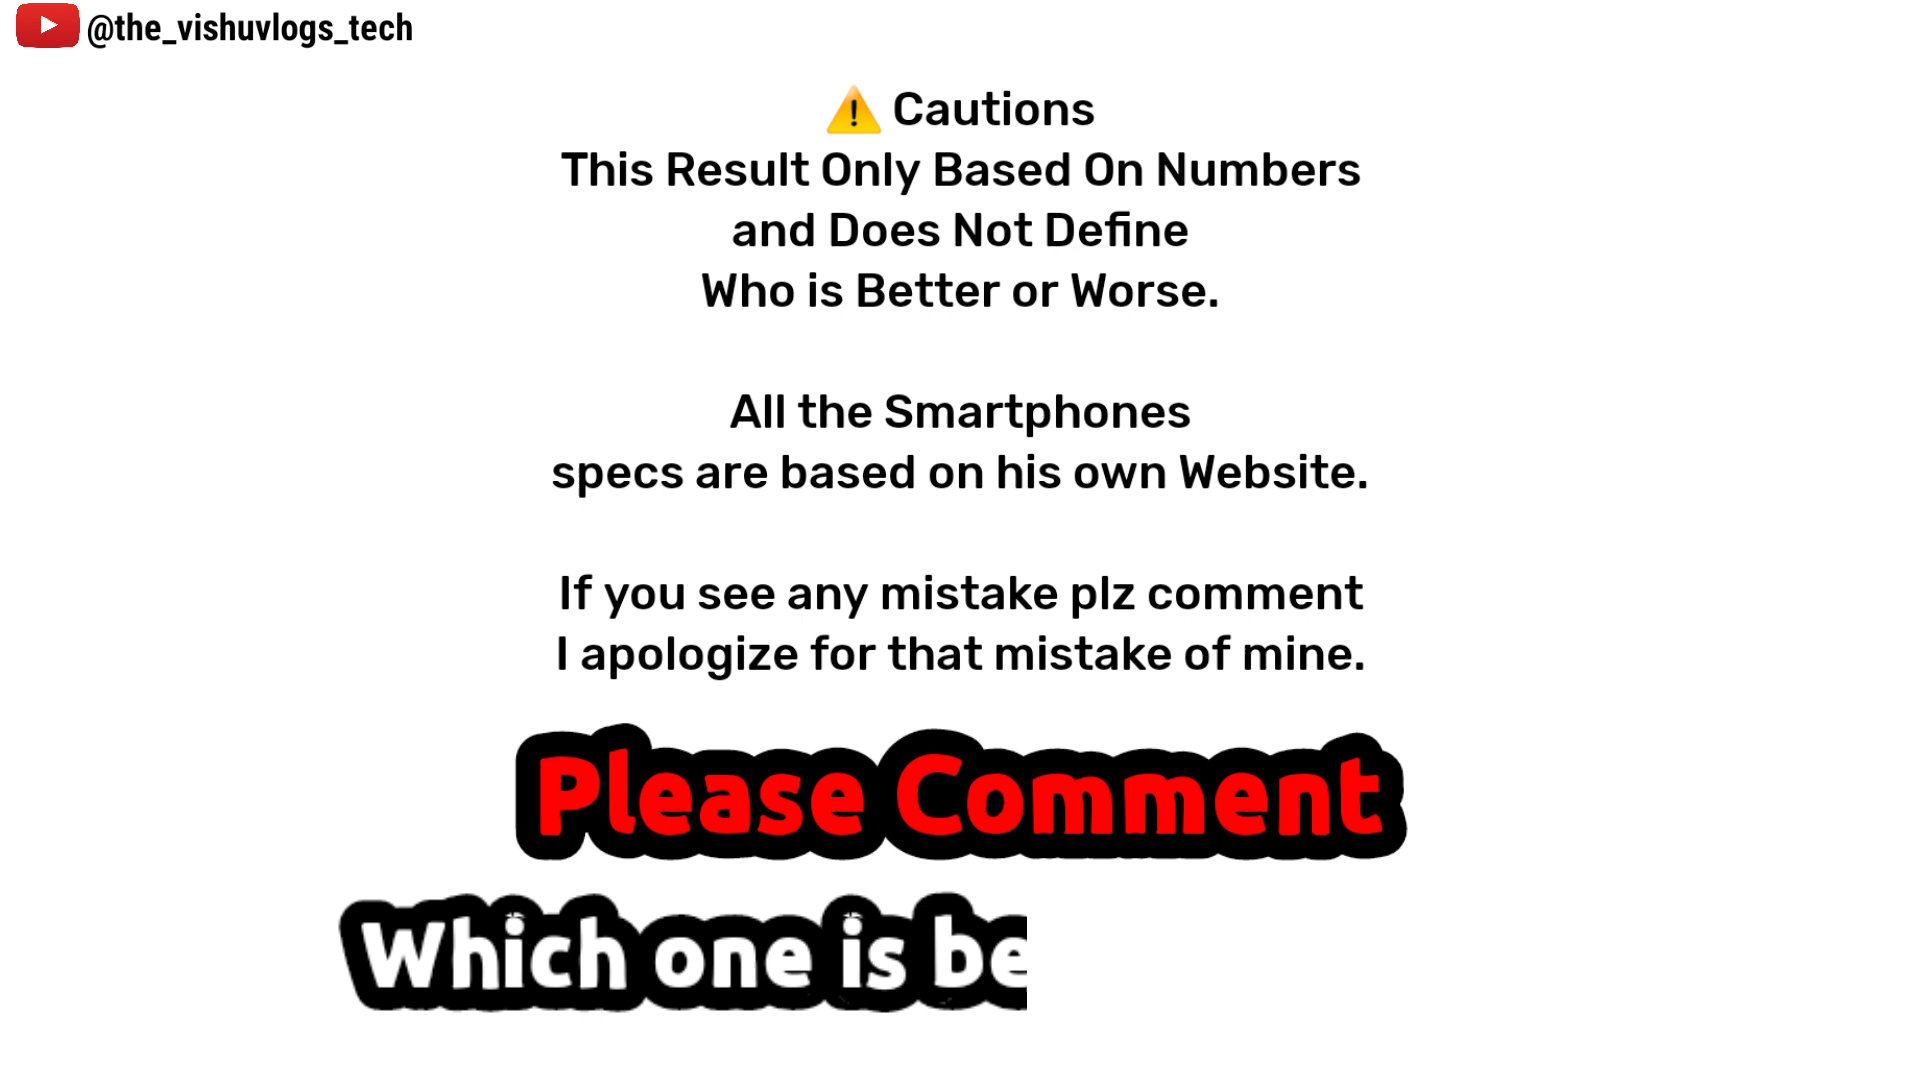 @the_vishuvlogs_tech
⚠️ Cautions
This Result Only Based On Numbers
and Does Not Define
Who is Better or Worse.
All the Smartphones
specs are based on his own Website.
If you see any mistake plz comment
I apologize for that mistake of mine.
Please Comment
Which one is be